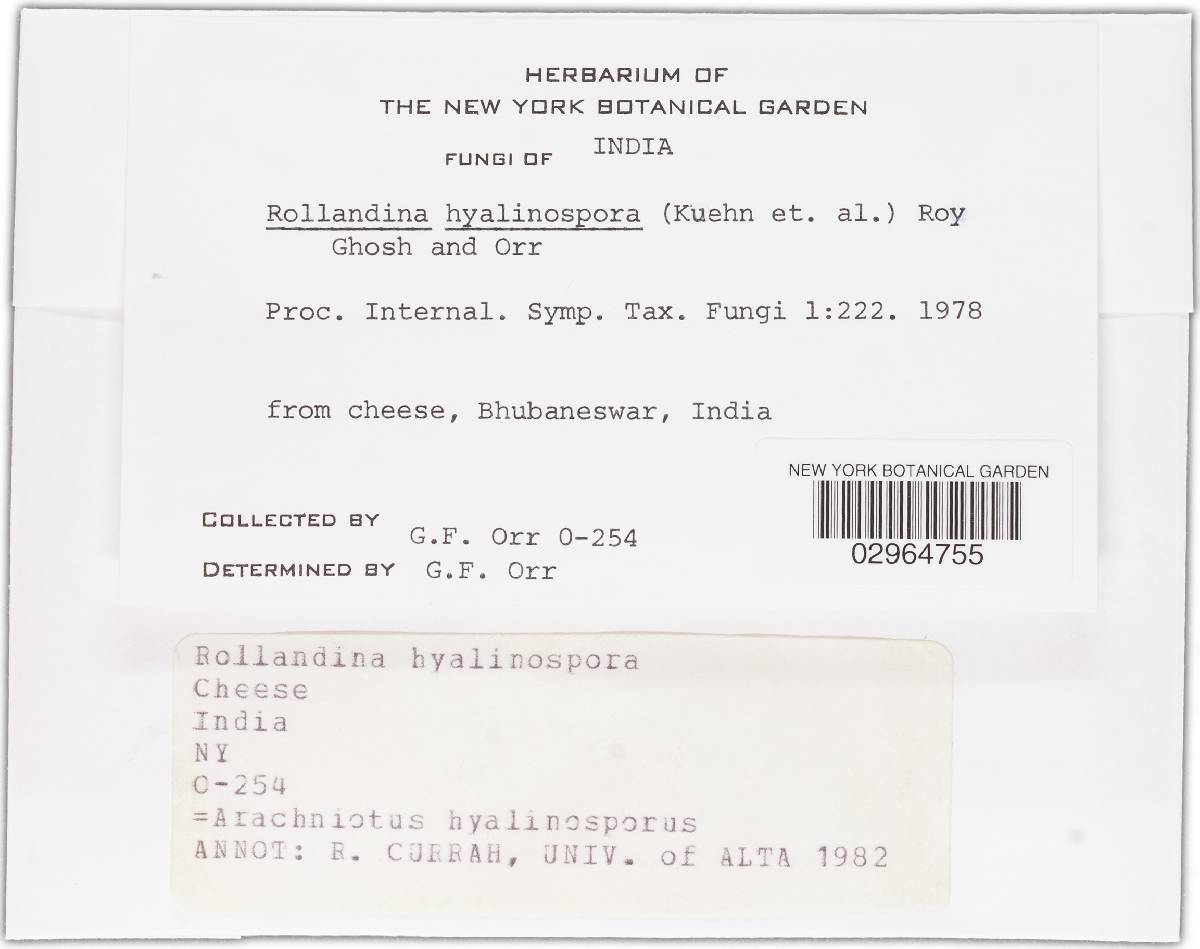 HERBARIUM OF
THE NEW YORK BOTANICAL GARDEN
FUNGI OF INDIA
Rollandina hyalinospora (Kuehn et. al.) Roy
Ghosh and Orr
Proc. Internal. Symp. Tax. Fungi 1:222. 1978
from cheese, Bhubaneswar, India
NEW YORK BOTANICAL GARDEN
02964755
COLLECTED BY G.F. Orr O-254
DETERMINED BY G.F. Orr
Rollandina hyalinospora
Cheese
India
NY
O-254
=Arachniotus hyalinosporus
ANNOT: R. CURRAH, UNIV. of ALTA 1982